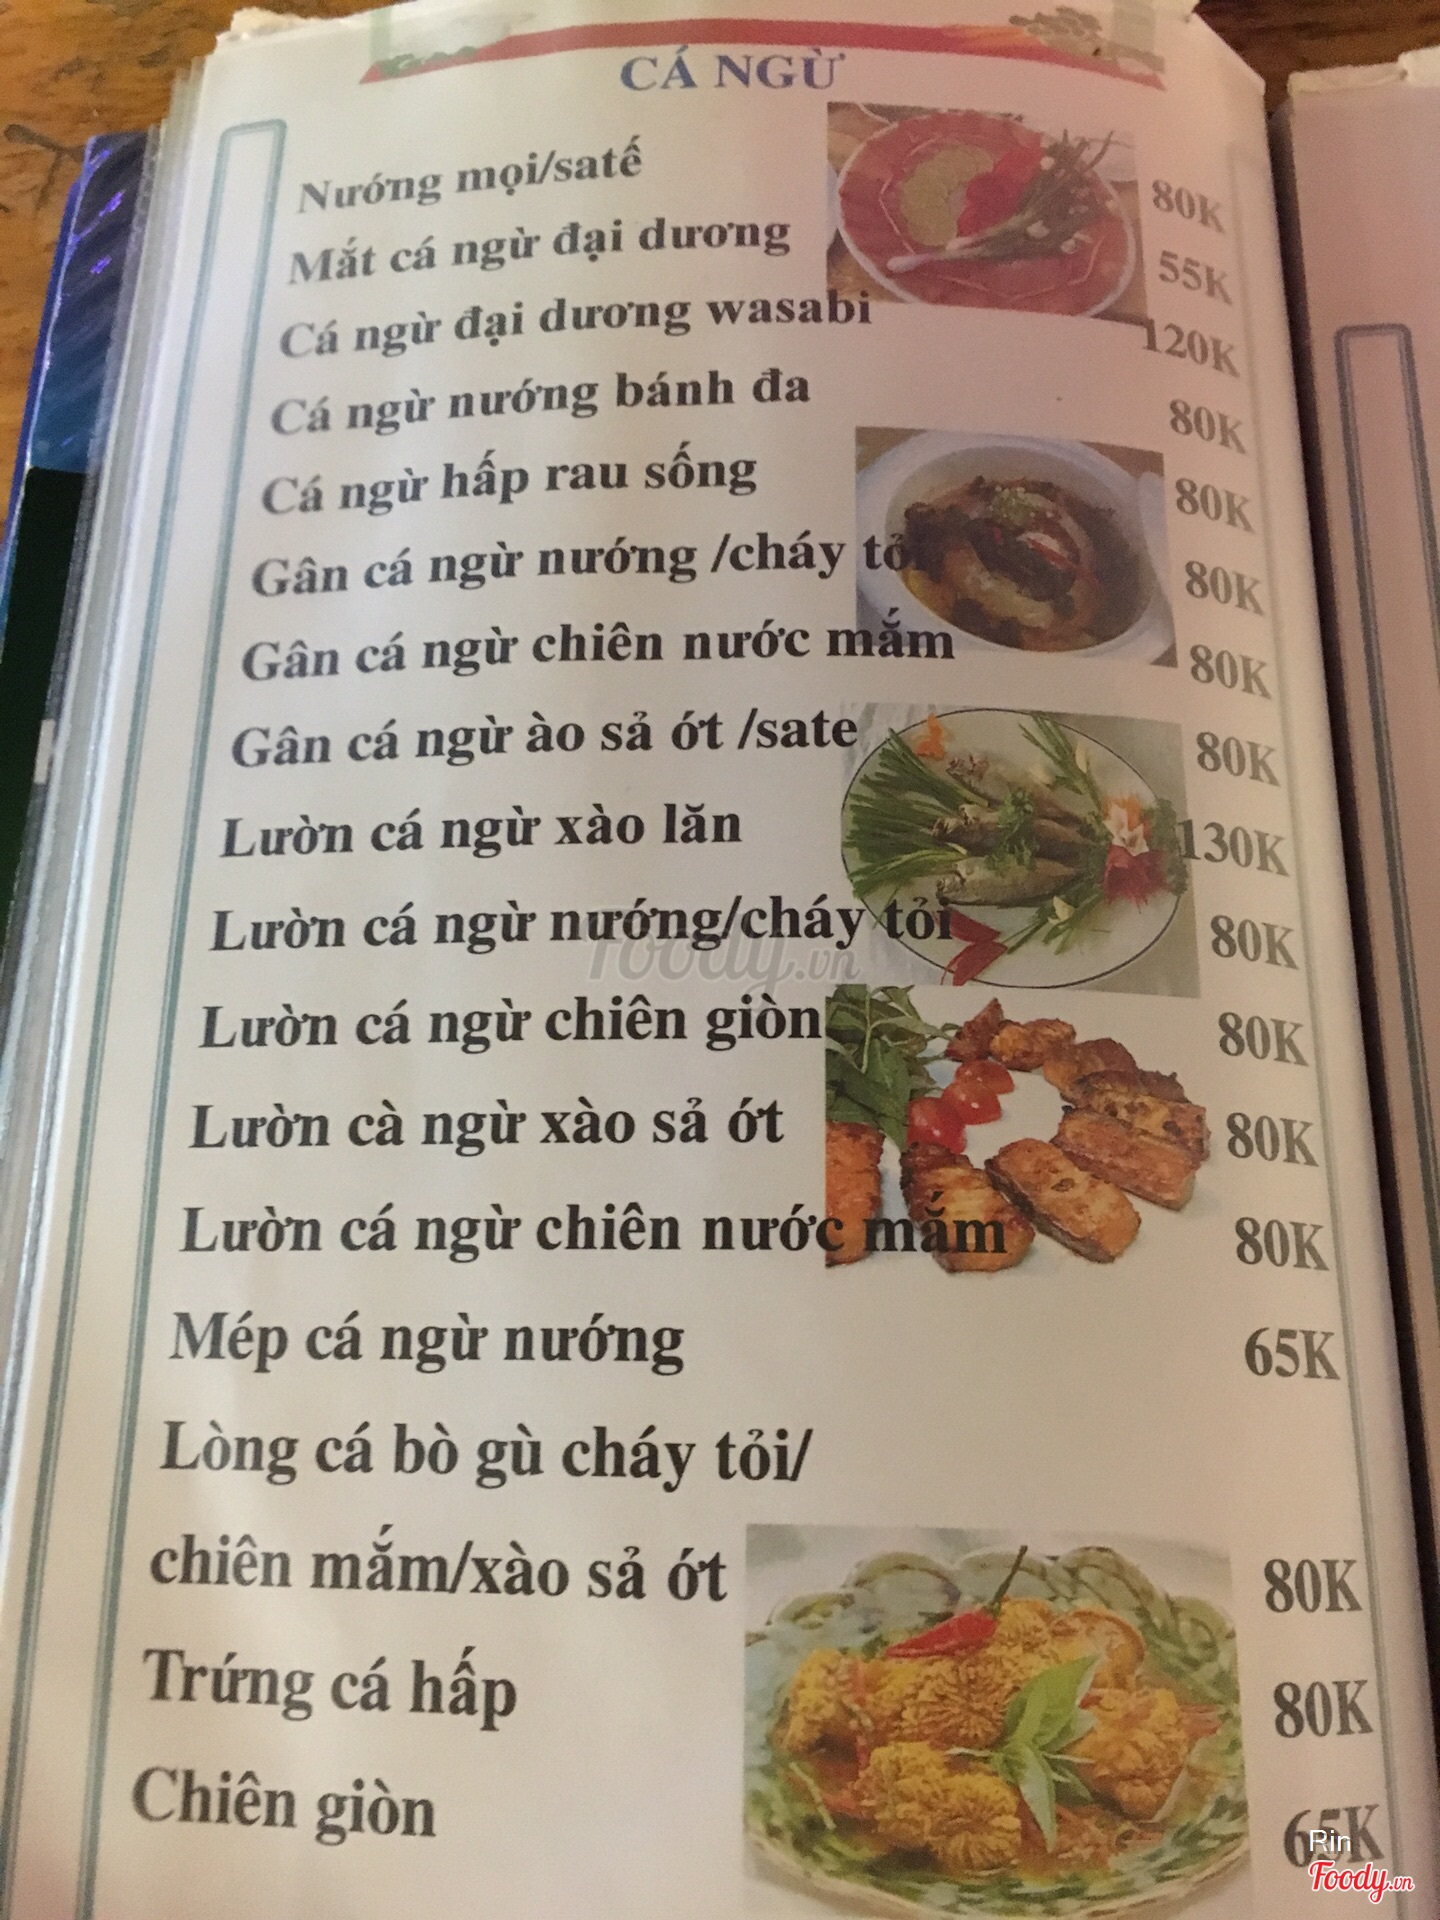 CÁ NGỪ
Nướng mọi/satế 80K
Mắt cá ngừ đại dương 55K
Cá ngừ đại dương wasabi 120K
Cá ngừ nướng bánh đa 80K
Cá ngừ hấp rau sống 80K
Gân cá ngừ nướng /cháy tỏi 80K
Gân cá ngừ chiên nước mắm 80K
Gân cá ngừ ào sả ớt /sate 80K
Lườn cá ngừ xào lăn 130K
Lườn cá ngừ nướng/cháy tỏi 80K
Foody.vn
Lườn cá ngừ chiên giòn 80K
Lườn cà ngừ xào sả ớt 80K
Lườn cá ngừ chiên nước mắm 80K
Mép cá ngừ nướng 65K
Lòng cá bò gù cháy tỏi/
chiên mắm/xào sả ớt 80K
Trứng cá hấp 80K
Chiên giòn 65K
Rin
Foody.vn